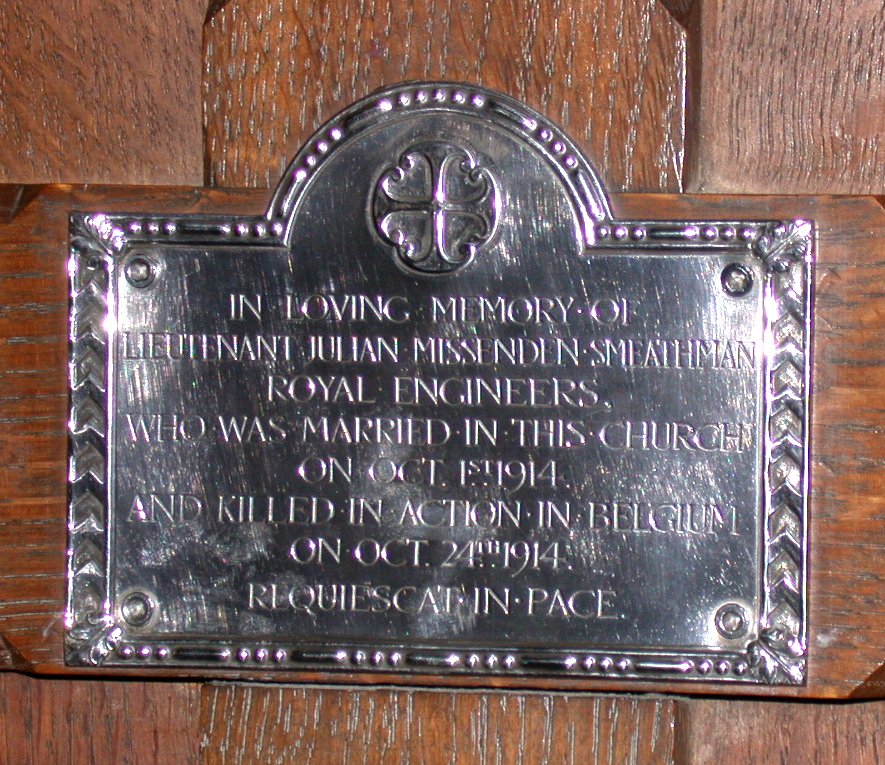 IN LOVING MEMORY·OF
LIEUTENANT JULIAN·MISSENDEN·SMEATHMAN
ROYAL ENGINEERS.
WHO·WAS·MARRIED·IN·THIS·CHURCH
ON OCT. 1ST 1914.
AND KILLED·IN ACTION·IN BELGIUM
ON·OCT. 24TH 1914.
REQUIESCAT·IN·PACE